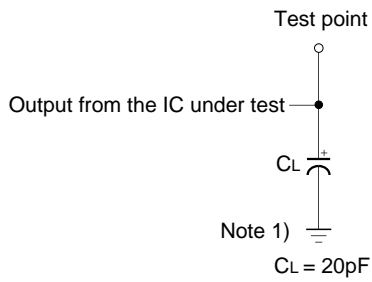 Test point
Output from the IC under test
+
CL
Note 1)
CL = 20pF